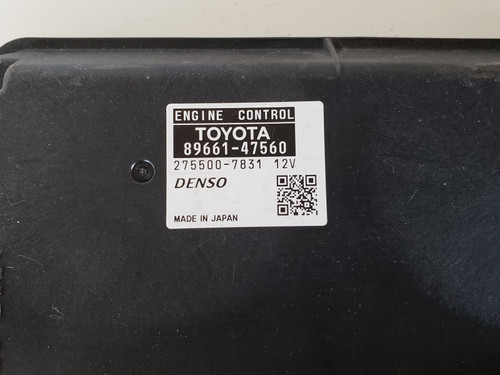 ENGINE CONTROL
TOYOTA
89661-47560
275500-7831 12V
DENSO
MADE IN JAPAN